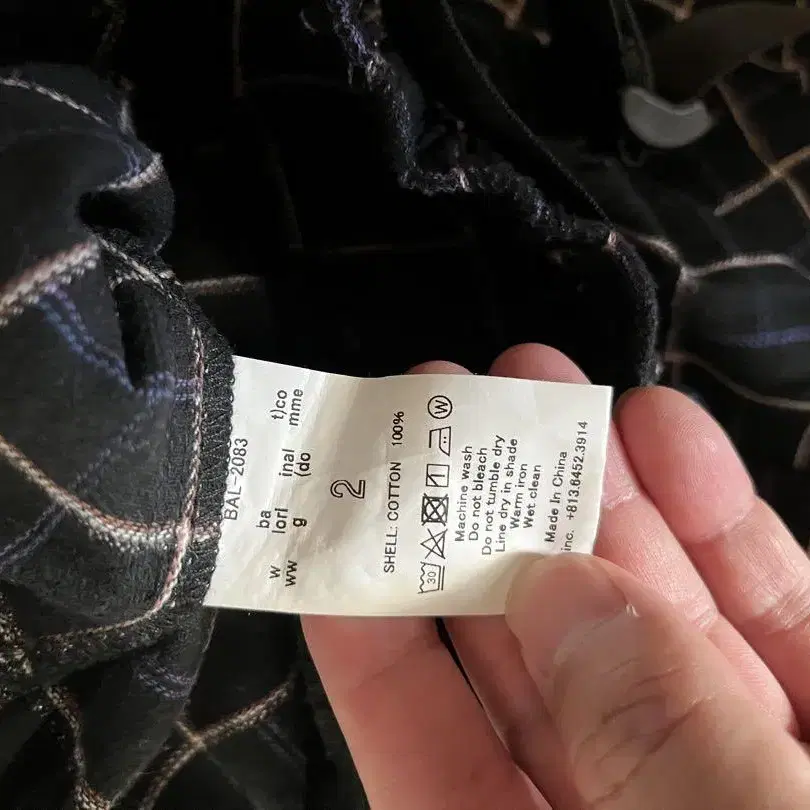 BAL-2083
w ba inal t)co
ww lorl (do mme
g
2
SHELL: COTTON 100%
30 W
Machine wash
Do not bleach
Do not tumble dry
Line dry in shade
Warm iron
Wet clean
Made In China
inc. +813.6452.3914